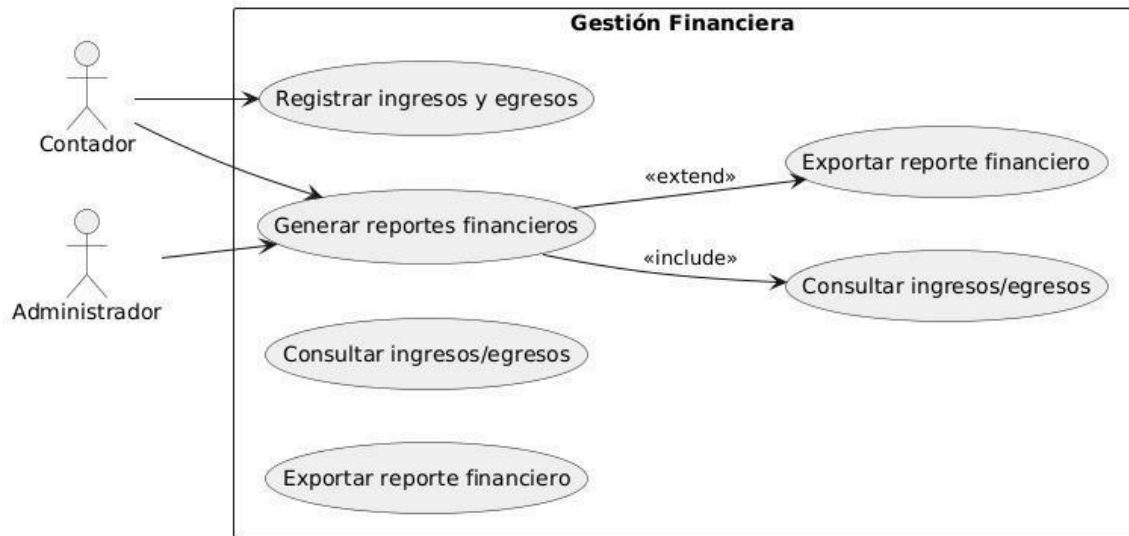 Gestión Financiera
Registrar ingresos y egresos
Contador
Exportar reporte financiero
«extend»
Generar reportes financieros
«include»
Consultar ingresos/egresos
Administrador
Consultar ingresos/egresos
Exportar reporte financiero